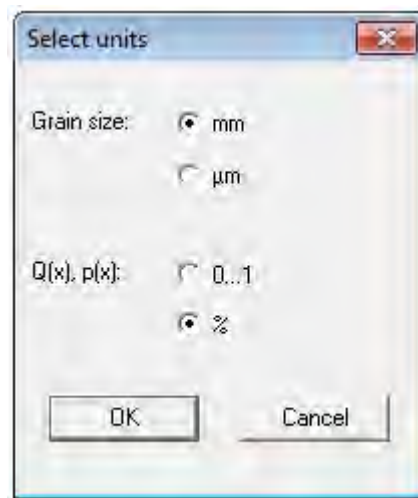 Select units
Grain size: mm
µm
Q(x), p(x): 0...1
%
OK Cancel